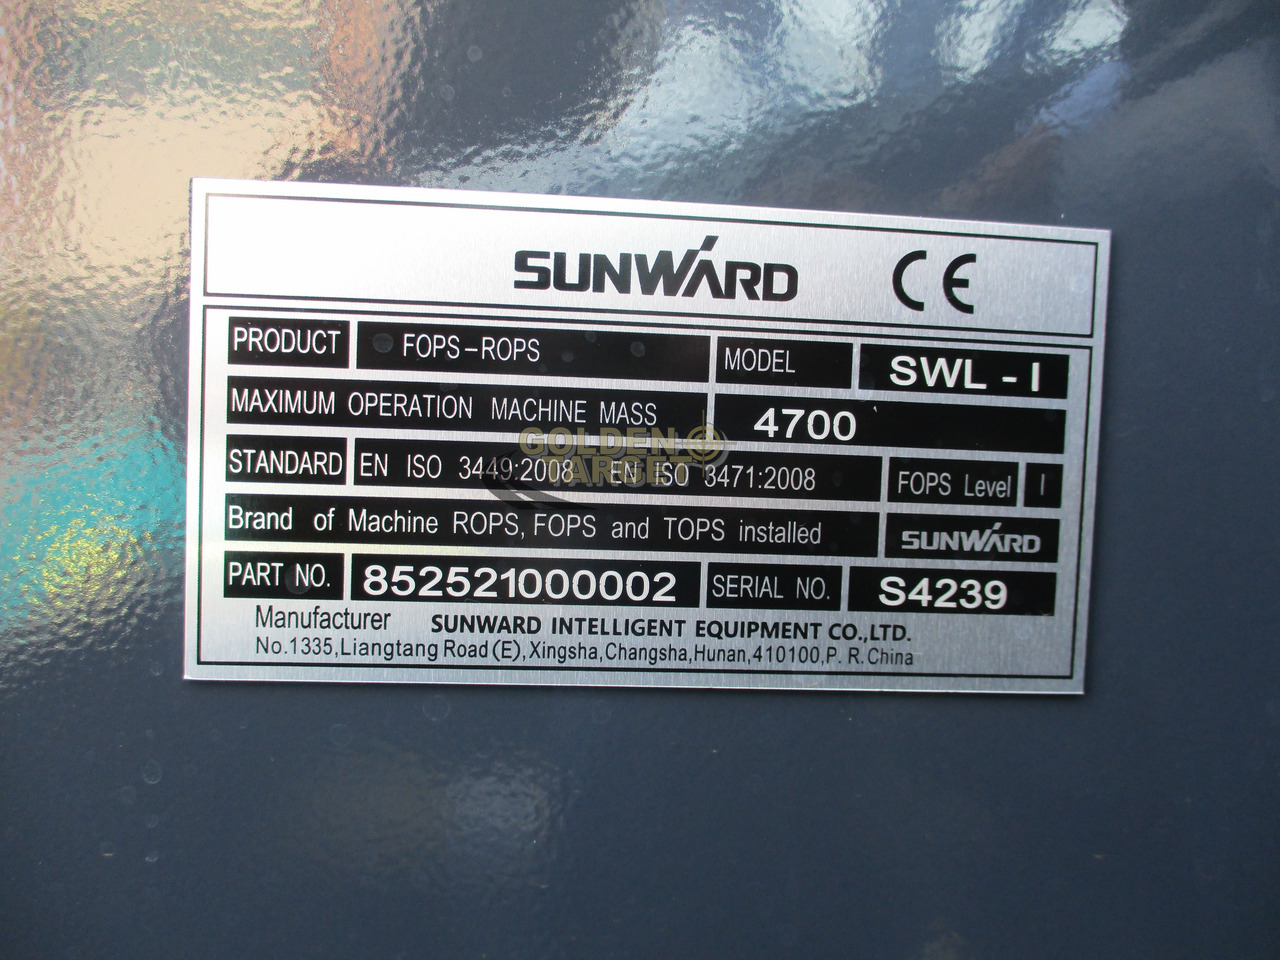 SUNWARD CE
PRODUCT FOPS-ROPS MODEL SWL-I
MAXIMUM OPERATION MACHINE MASS 4700
STANDARD EN ISO 3449:2008 EN ISO 3471:2008 FOPS Level I
GOLDEN
TARGET
Brand of Machine ROPS, FOPS and TOPS installed SUNWARD
PART NO. 852521000002 SERIAL NO. S4239
Manufacturer SUNWARD INTELLIGENT EQUIPMENT CO.,LTD.
No.1335,Liangtang Road(E),Xingsha,Changsha,Hunan,410100,P. R.China